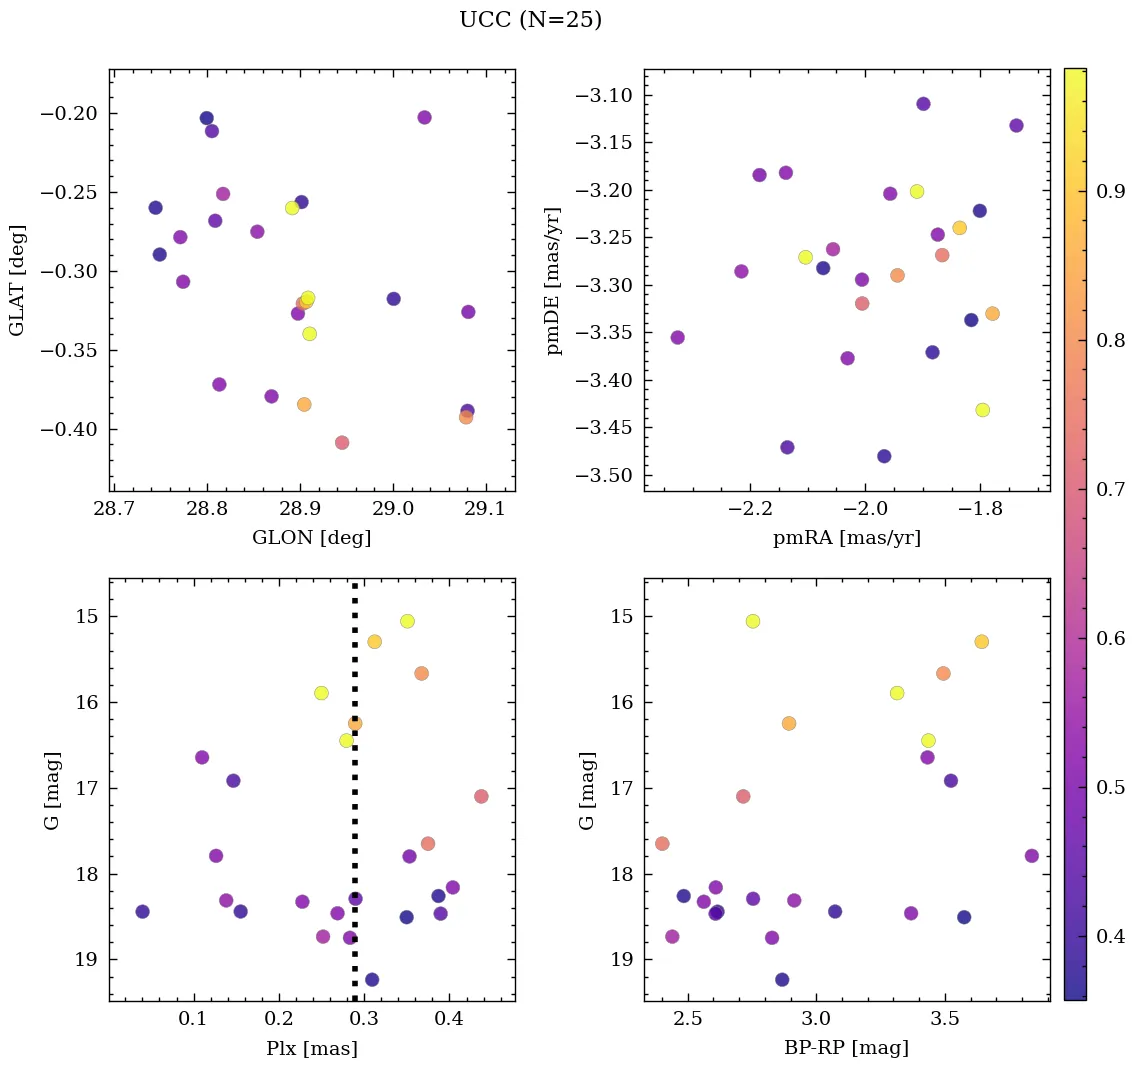 UCC (N=25)
−0.20
−0.25
−0.30
−0.35
−0.40
GLAT [deg]
28.7 28.8 28.9 29.0 29.1
GLON [deg]
−3.10
−3.15
−3.20
−3.25
−3.30
−3.35
−3.40
−3.45
−3.50
pmDE [mas/yr]
−2.2 −2.0 −1.8
pmRA [mas/yr]
15
16
17
18
19
G [mag]
0.1 0.2 0.3 0.4
Plx [mas]
15
16
17
18
19
G [mag]
2.5 3.0 3.5
BP-RP [mag]
0.9
0.8
0.7
0.6
0.5
0.4